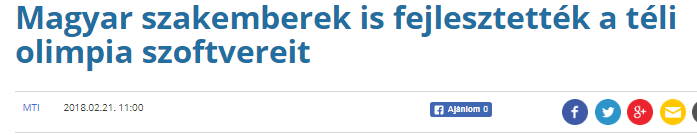 Magyar szakemberek is fejlesztették a téli
olimpia szoftvereit
MTI 2018.02.21. 11:00 Ajánlom 0